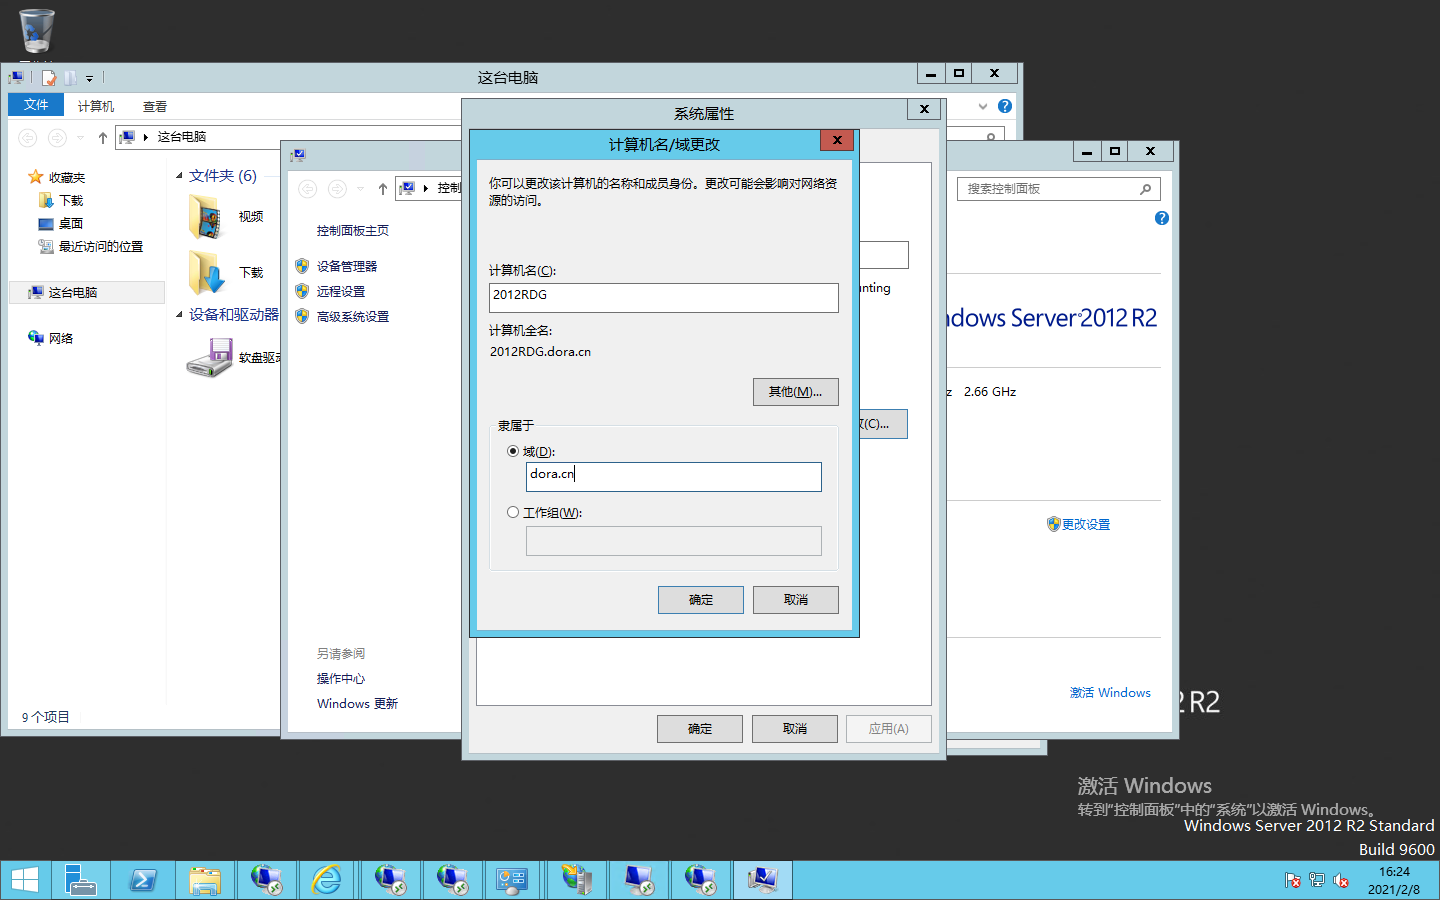 这台电脑
文件
计算机
查看
这台电脑
收藏夹
下载
桌面
最近访问的位置
这台电脑
网络
文件夹 (6)
视频
下载
设备和驱动器
9 个项目
控制面板主页
设备管理器
远程设置
高级系统设置
另请参阅
操作中心
Windows 更新
搜索控制面板
2.66 GHz
更改设置
激活 Windows
系统属性
确定
取消
应用(A)
计算机名/域更改
你可以更改该计算机的名称和成员身份。更改可能会影响对网络资
源的访问。
计算机名(C):
2012RDG
计算机全名:
2012RDG.dora.cn
其他(M)...
隶属于
域(D):
dora.cn
工作组(W):
确定
取消
Server 2012 R2
R2
激活 Windows
转到"控制面板"中的"系统"以激活 Windows。
Windows Server 2012 R2 Standard
Build 9600
16:24
2021/2/8